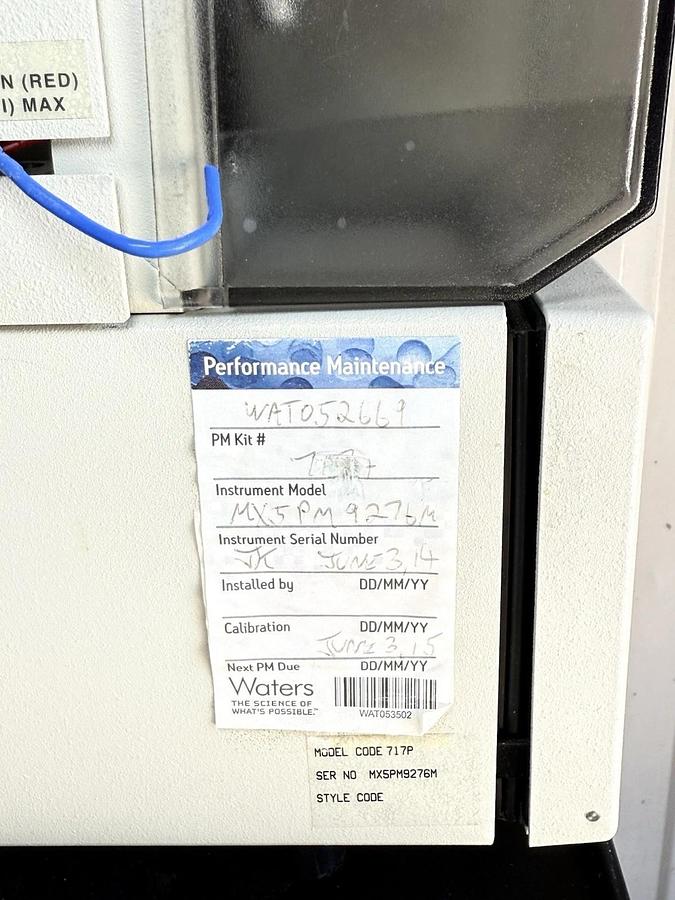 N (RED)
I) MAX
Performance Maintenance
WAT052669
PM Kit #
Instrument Model
MX5PM9276M
Instrument Serial Number
JK JUNE 3, 14
Installed by DD/MM/YY
Calibration DD/MM/YY
JUNE 3, 15
Next PM Due DD/MM/YY
Waters
THE SCIENCE OF
WHAT'S POSSIBLE.™
WAT053502
MODEL CODE 717P
SER NO MX5PM9276M
STYLE CODE